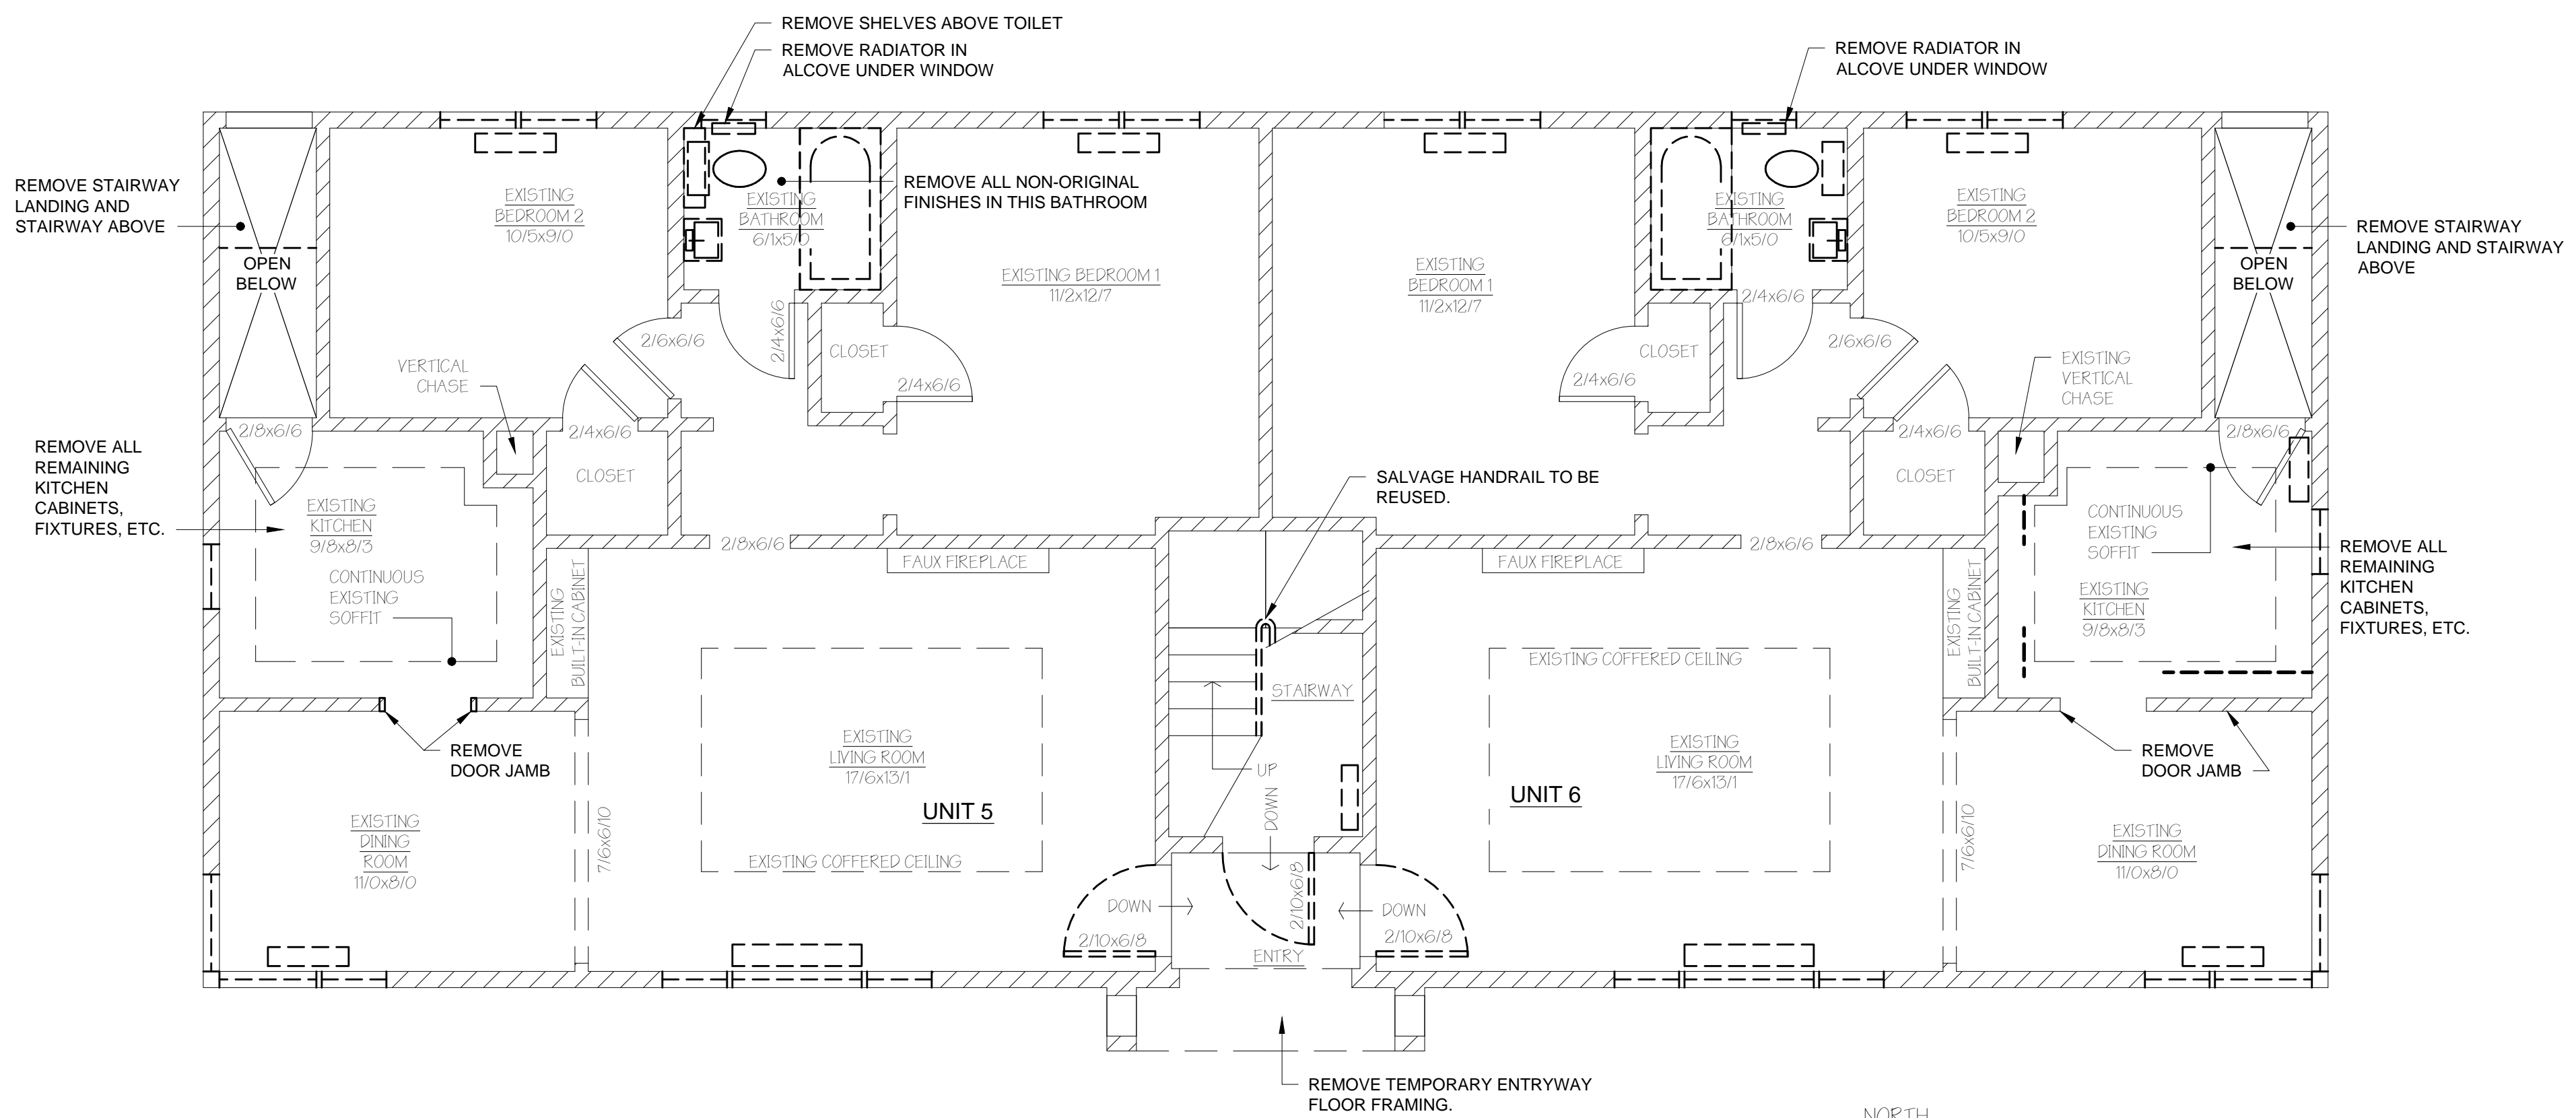 REMOVE SHELVES ABOVE TOILET
REMOVE RADIATOR IN
ALCOVE UNDER WINDOW
REMOVE RADIATOR IN
ALCOVE UNDER WINDOW
REMOVE STAIRWAY
LANDING AND
STAIRWAY ABOVE
OPEN
BELOW
EXISTING
BEDROOM 2
10/5x9/0
EXISTING
BATHROOM
6/1x5/0
REMOVE ALL NON-ORIGINAL
FINISHES IN THIS BATHROOM
EXISTING BEDROOM 1
11/2x12/7
EXISTING
BEDROOM 1
11/2x12/7
EXISTING
BATHROOM
6/1x5/0
EXISTING
BEDROOM 2
10/5x9/0
OPEN
BELOW
REMOVE STAIRWAY
LANDING AND STAIRWAY
ABOVE
2/6x6/6
2/4x6/6
CLOSET
2/4x6/6
2/4x6/6
CLOSET
2/4x6/6
2/6x6/6
VERTICAL
CHASE
EXISTING
VERTICAL
CHASE
2/8x6/6
2/4x6/6
2/4x6/6
2/8x6/6
REMOVE ALL
REMAINING
KITCHEN
CABINETS,
FIXTURES, ETC.
EXISTING
KITCHEN
9/8x8/3
CONTINUOUS
EXISTING
SOFFIT
CLOSET
SALVAGE HANDRAIL TO BE
REUSED.
CLOSET
CONTINUOUS
EXISTING
SOFFIT
EXISTING
KITCHEN
9/8x8/3
REMOVE ALL
REMAINING
KITCHEN
CABINETS,
FIXTURES, ETC.
2/8x6/6
FAUX FIREPLACE
FAUX FIREPLACE
2/8x6/6
EXISTING
BUILT-IN CABINET
EXISTING
BUILT-IN CABINET
EXISTING COFFERED CEILING
STAIRWAY
REMOVE
DOOR JAMB
EXISTING
LIVING ROOM
17/6x13/1
UNIT 5
UP
DOWN
EXISTING
LIVING ROOM
17/6x13/1
UNIT 6
REMOVE
DOOR JAMB
EXISTING
DINING
ROOM
11/0x8/0
7/6x6/10
EXISTING COFFERED CEILING
7/6x6/10
EXISTING
DINING ROOM
11/0x8/0
DOWN
2/10x6/8
2/10x6/8
DOWN
2/10x6/8
ENTRY
REMOVE TEMPORARY ENTRYWAY
FLOOR FRAMING.
NORTH